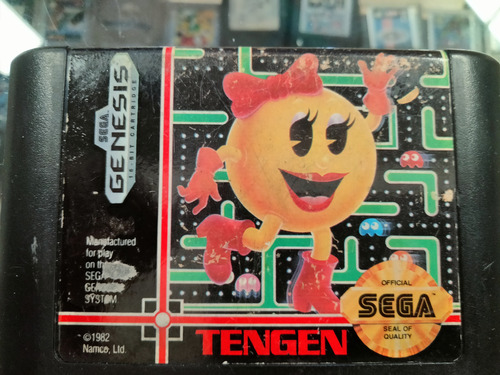 SEGA
GENESIS
16-BIT CARTRIDGE
Manufactured
for play
on the
SEGA
GENESIS
SYSTEM
©1982
Namco, Ltd.
TENGEN
OFFICIAL
SEGA
SEAL OF
QUALITY